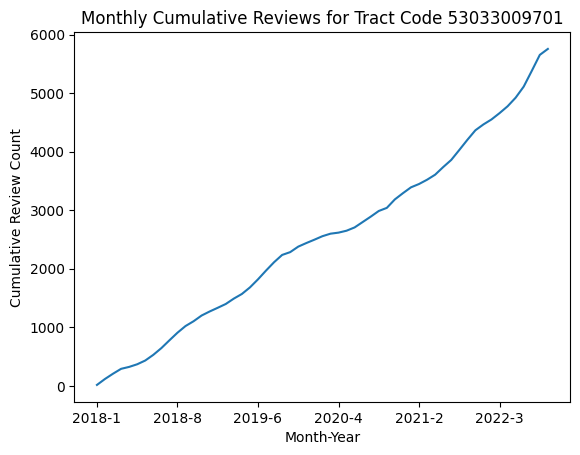 Monthly Cumulative Reviews for Tract Code 53033009701
Cumulative Review Count
6000
5000
4000
3000
2000
1000
0
2018-1 2018-8 2019-6 2020-4 2021-2 2022-3
Month-Year